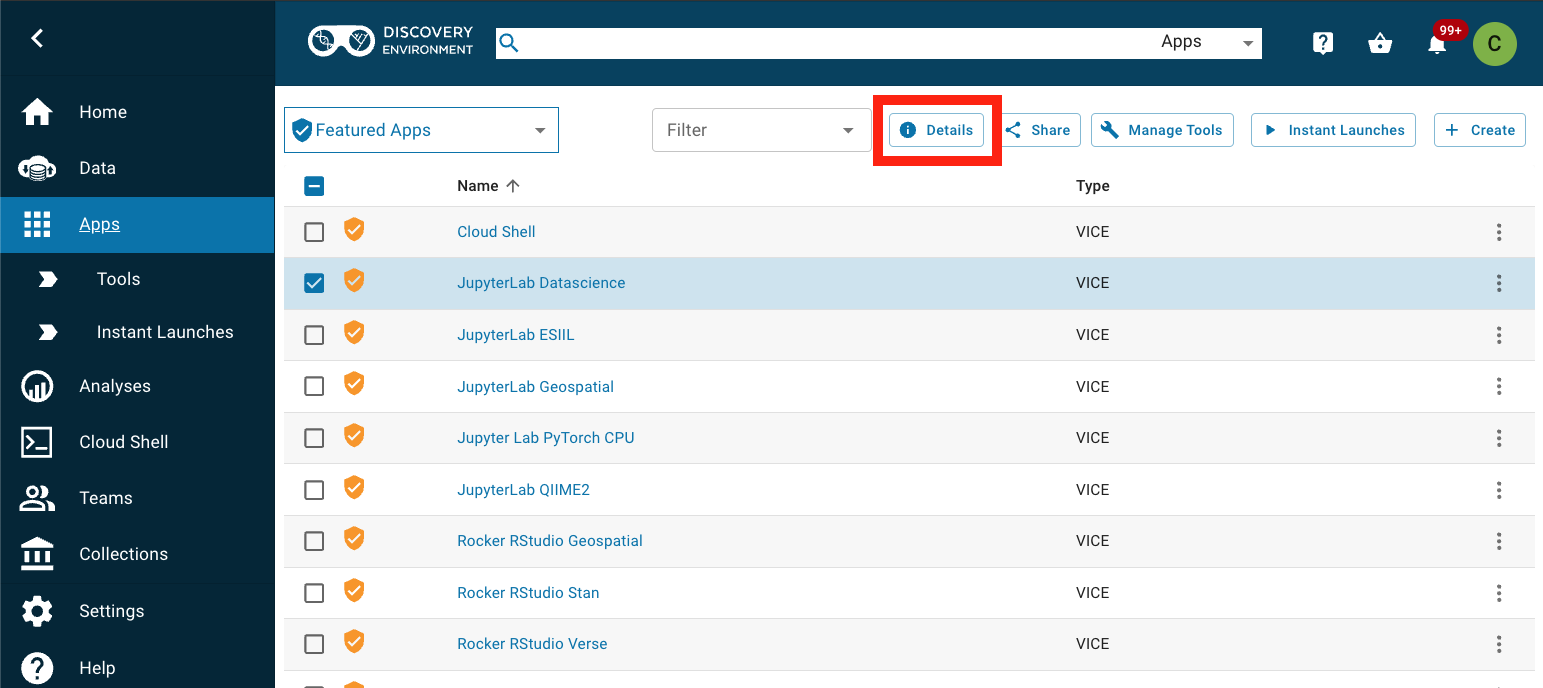 DISCOVERY
ENVIRONMENT
Apps
?
99+
C
Home
Data
Apps
Tools
Instant Launches
Analyses
Cloud Shell
Teams
Collections
Settings
Help
Featured Apps
Filter
Details
Share
Manage Tools
Instant Launches
Create
Name
Type
Cloud Shell VICE
JupyterLab Datascience VICE
JupyterLab ESIIL VICE
JupyterLab Geospatial VICE
Jupyter Lab PyTorch CPU VICE
JupyterLab QIIME2 VICE
Rocker RStudio Geospatial VICE
Rocker RStudio Stan VICE
Rocker RStudio Verse VICE